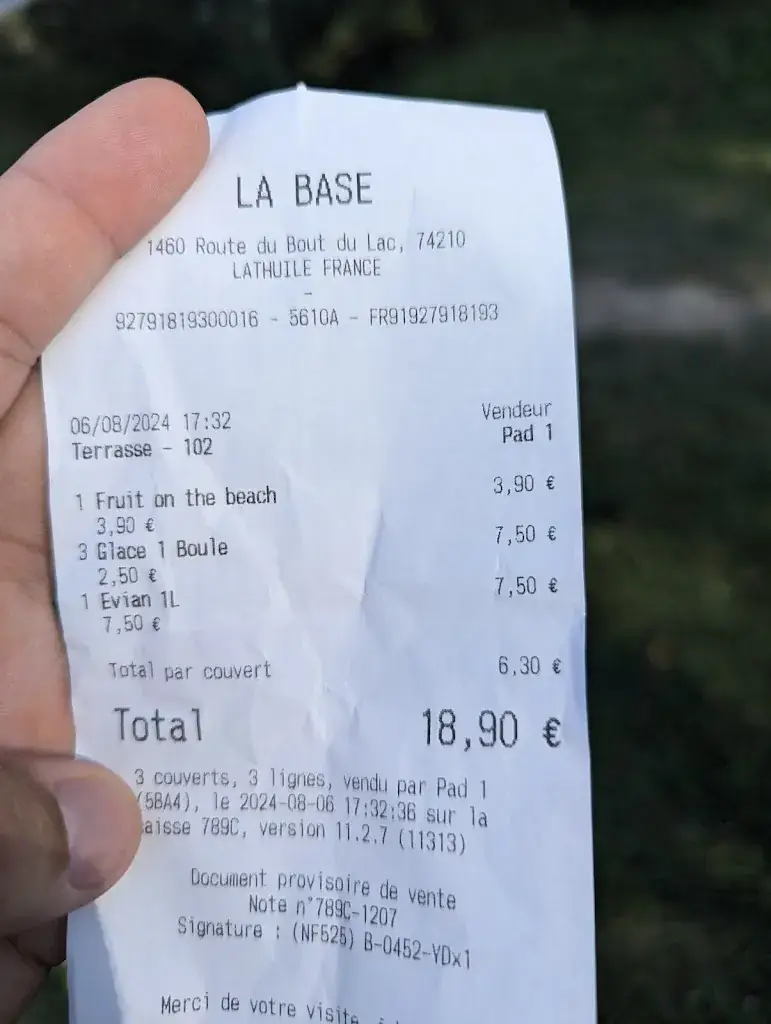 LA BASE
1460 Route du Bout du Lac, 74210
LATHUILE FRANCE
-
92791819300016 - 5610A - FR91927918193
06/08/2024 17:32 Vendeur
Terrasse - 102 Pad 1
1 Fruit on the beach 3,90 €
3,90 €
3 Glace 1 Boule 7,50 €
2,50 €
1 Evian 1L 7,50 €
7,50 €
Total par couvert 6,30 €
Total 18,90 €
3 couverts, 3 lignes, vendu par Pad 1
(5BA4), le 2024-08-06 17:32:36 sur la
caisse 789C, version 11.2.7 (11313)
Document provisoire de vente
Note n°789C-1207
Signature : (NF525) B-0452-YDx1
Merci de votre visite,